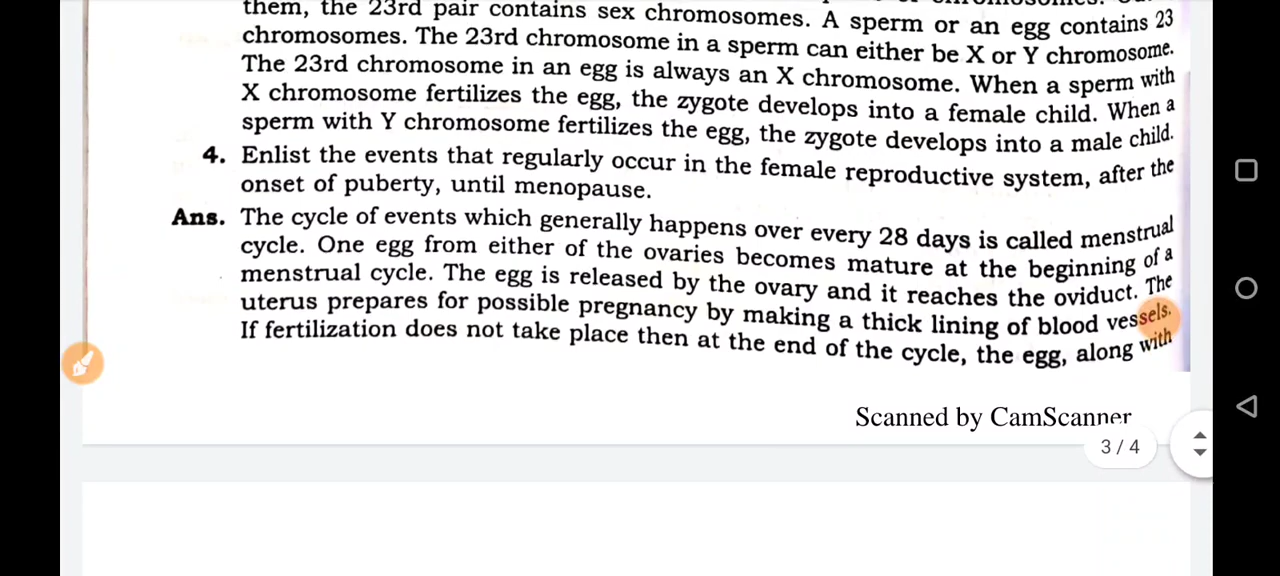 them, the 23rd pair contains sex chromosomes. A sperm or an egg contains 23
chromosomes. The 23rd chromosome in a sperm can either be X or Y chromosome.
The 23rd chromosome in an egg is always an X chromosome. When a sperm with
X chromosome fertilizes the egg, the zygote develops into a female child. When a
sperm with Y chromosome fertilizes the egg, the zygote develops into a male child.
4. Enlist the events that regularly occur in the female reproductive system, after the
onset of puberty, until menopause.
Ans. The cycle of events which generally happens over every 28 days is called menstrual
cycle. One egg from either of the ovaries becomes mature at the beginning of a
menstrual cycle. The egg is released by the ovary and it reaches the oviduct. The
uterus prepares for possible pregnancy by making a thick lining of blood vessels.
If fertilization does not take place then at the end of the cycle, the egg, along with
Scanned by CamScanner
3 / 4